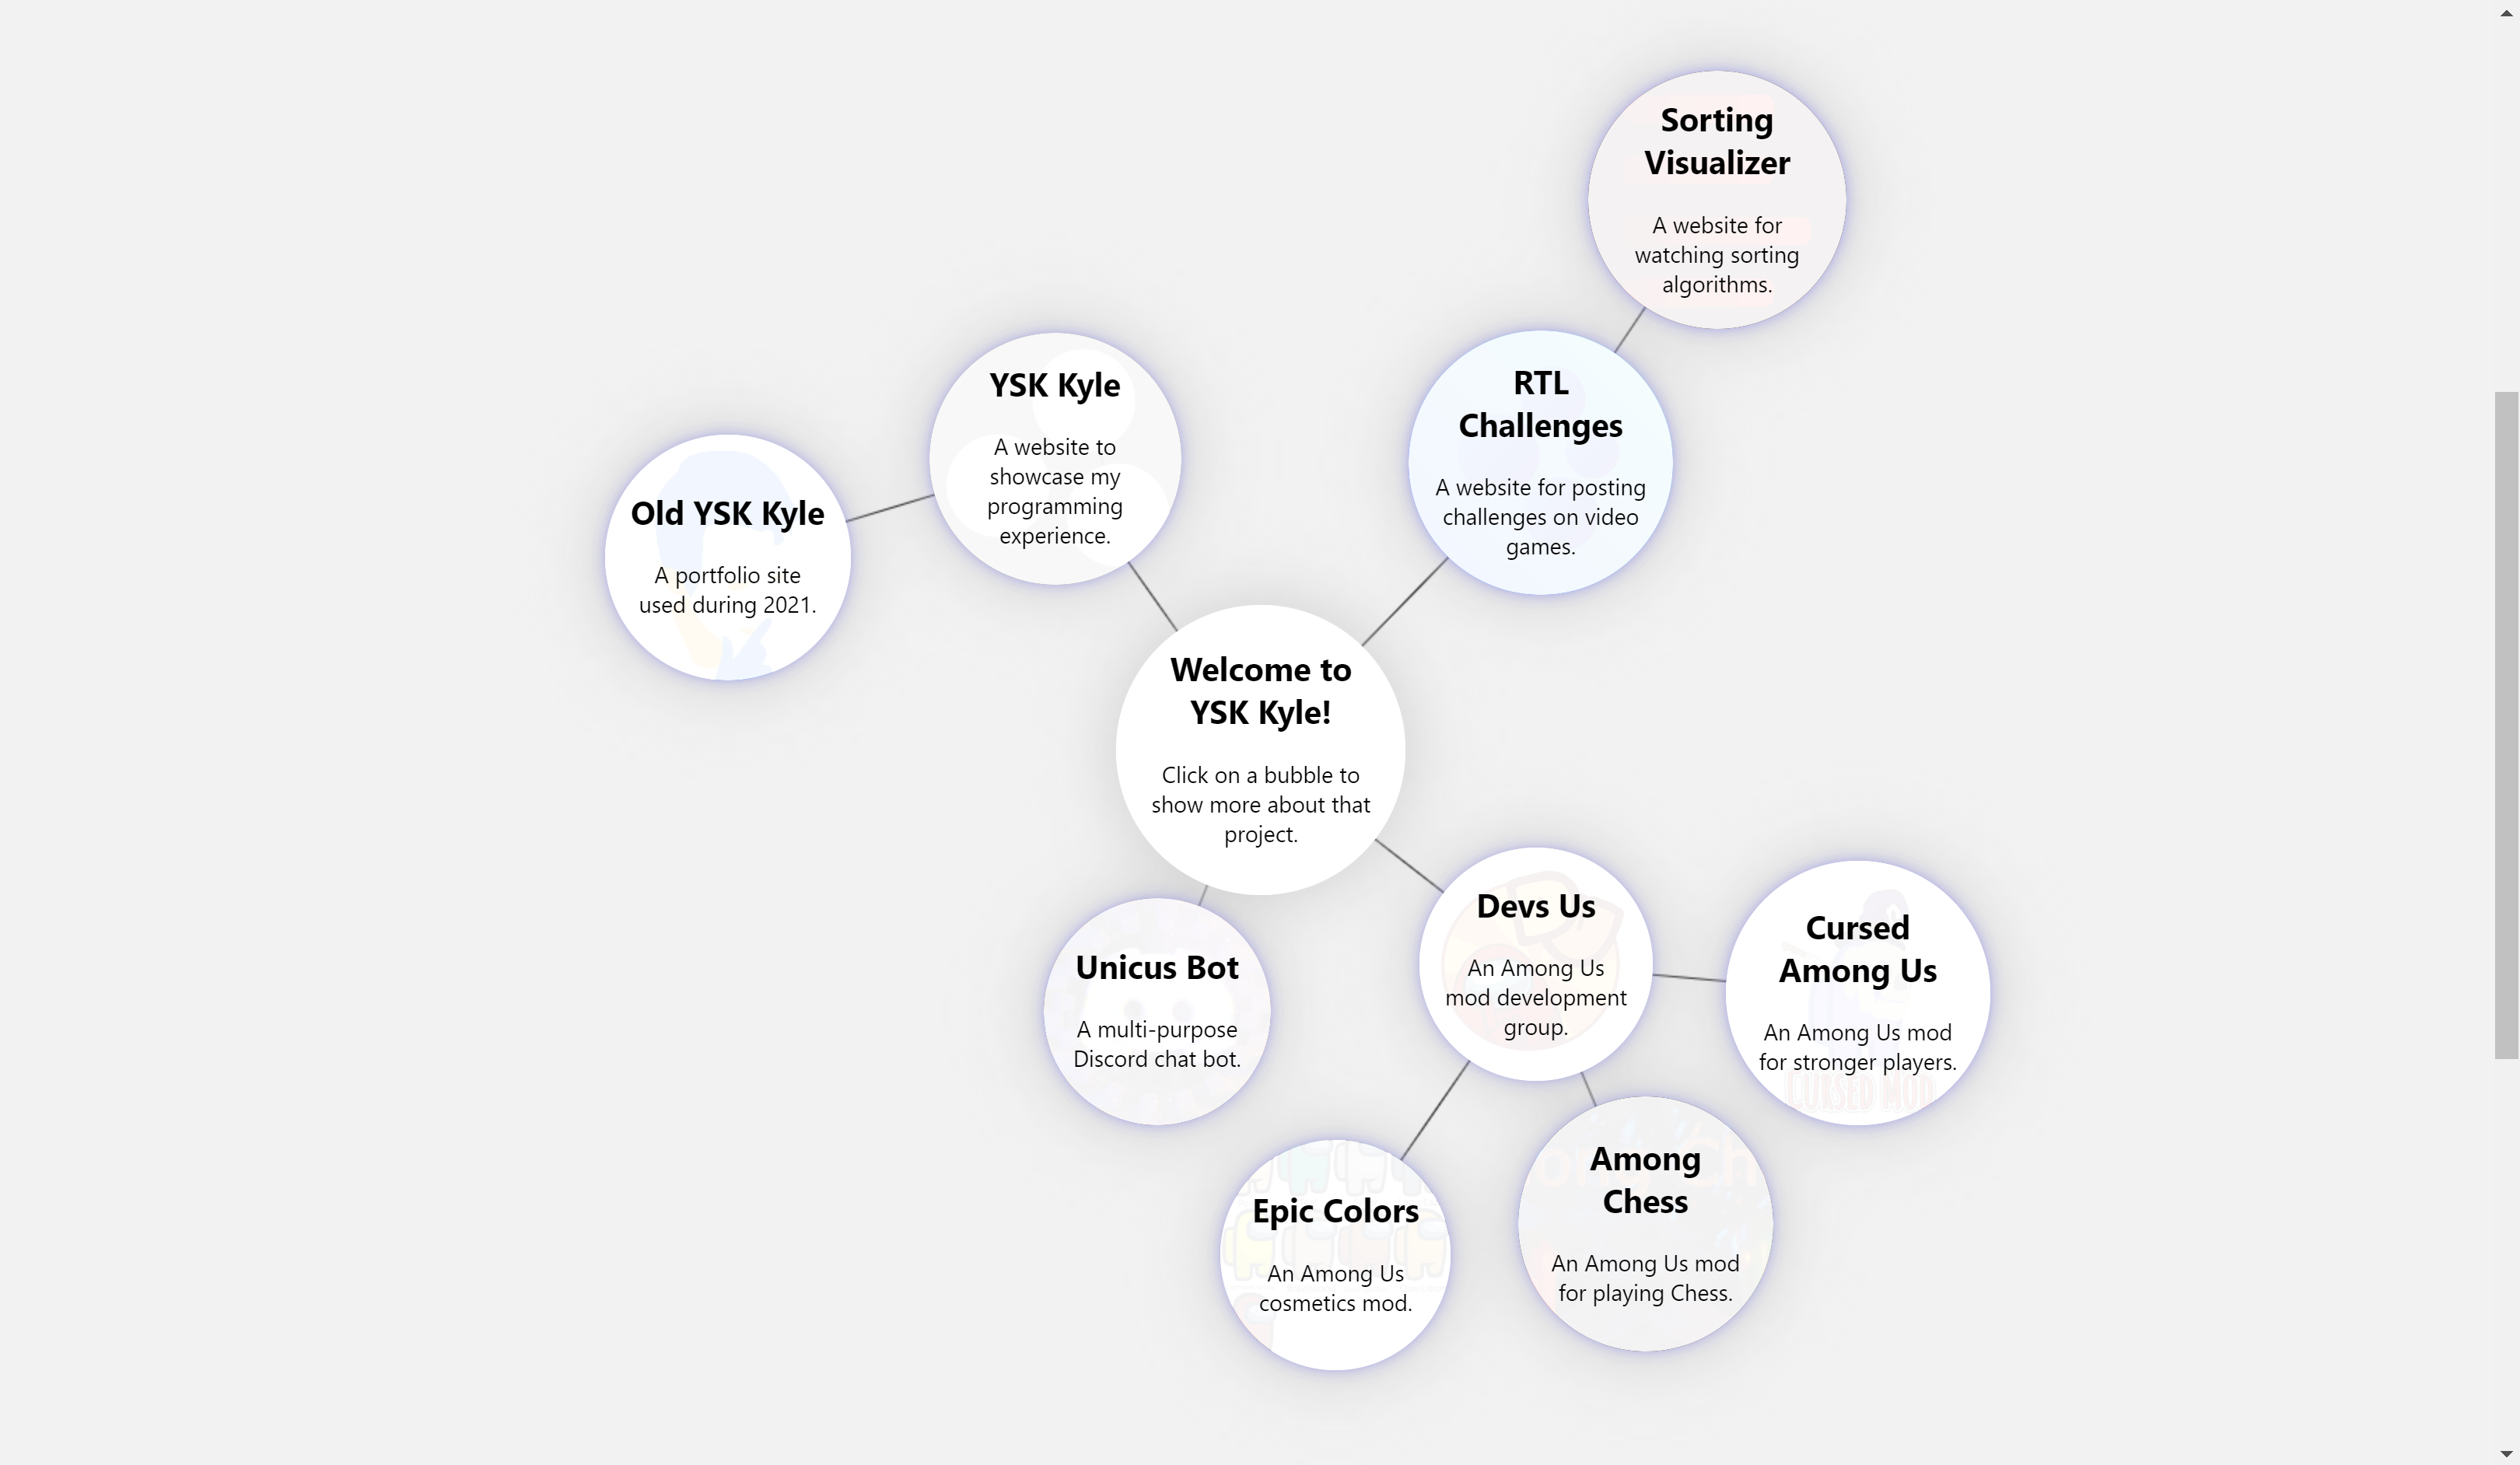 Sorting
Visualizer
A website for
watching sorting
algorithms.
YSK Kyle
A website to
showcase my
programming
experience.
RTL
Challenges
A website for posting
challenges on video
games.
Old YSK Kyle
A portfolio site
used during 2021.
Welcome to
YSK Kyle!
Click on a bubble to
show more about that
project.
Devs Us
An Among Us
mod development
group.
Cursed
Among Us
An Among Us mod
for stronger players.
CURSED MOD
Unicus Bot
A multi-purpose
Discord chat bot.
Among
Chess
An Among Us mod
for playing Chess.
Epic Colors
An Among Us
cosmetics mod.